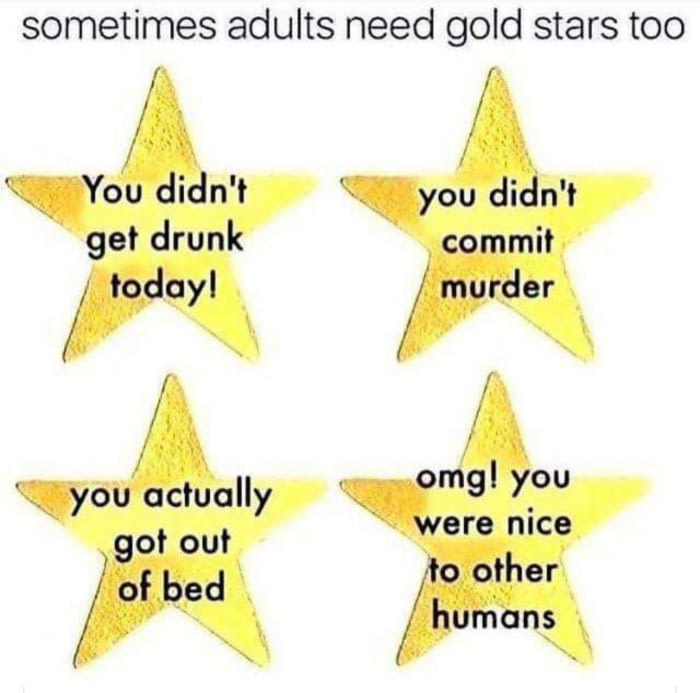 sometimes adults need gold stars too
You didn't
get drunk
today!
you didn't
commit
murder
you actually
got out
of bed
omg! you
were nice
to other
humans